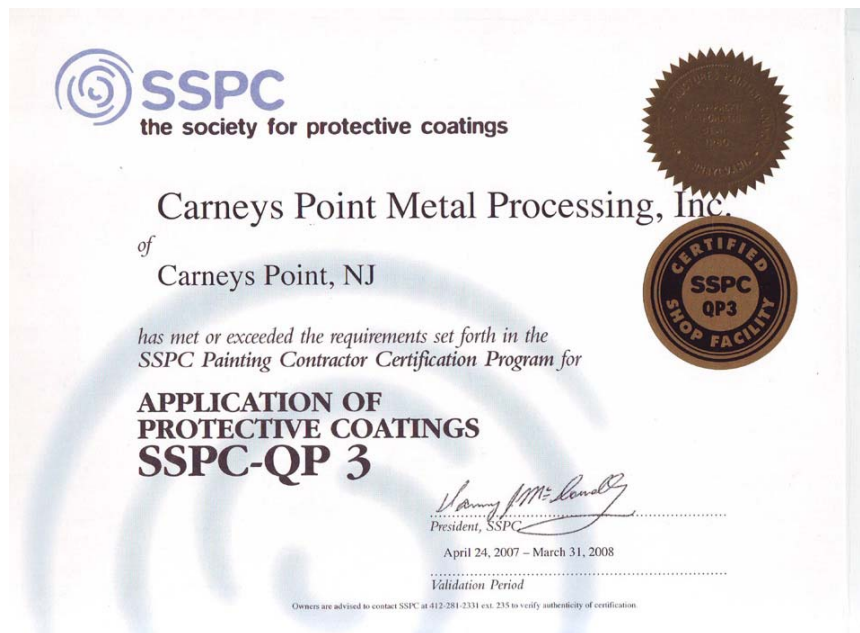 SSPC
the society for protective coatings
Carneys Point Metal Processing, Inc.
of
Carneys Point, NJ
CERTIFIED
SSPC
QP3
SHOP FACILITY
has met or exceeded the requirements set forth in the
SSPC Painting Contractor Certification Program for
APPLICATION OF
PROTECTIVE COATINGS
SSPC-QP 3
President, SSPC
April 24, 2007 – March 31, 2008
Validation Period
Owners are advised to contact SSPC at 412-281-2331 ext. 235 to verify authenticity of certification.